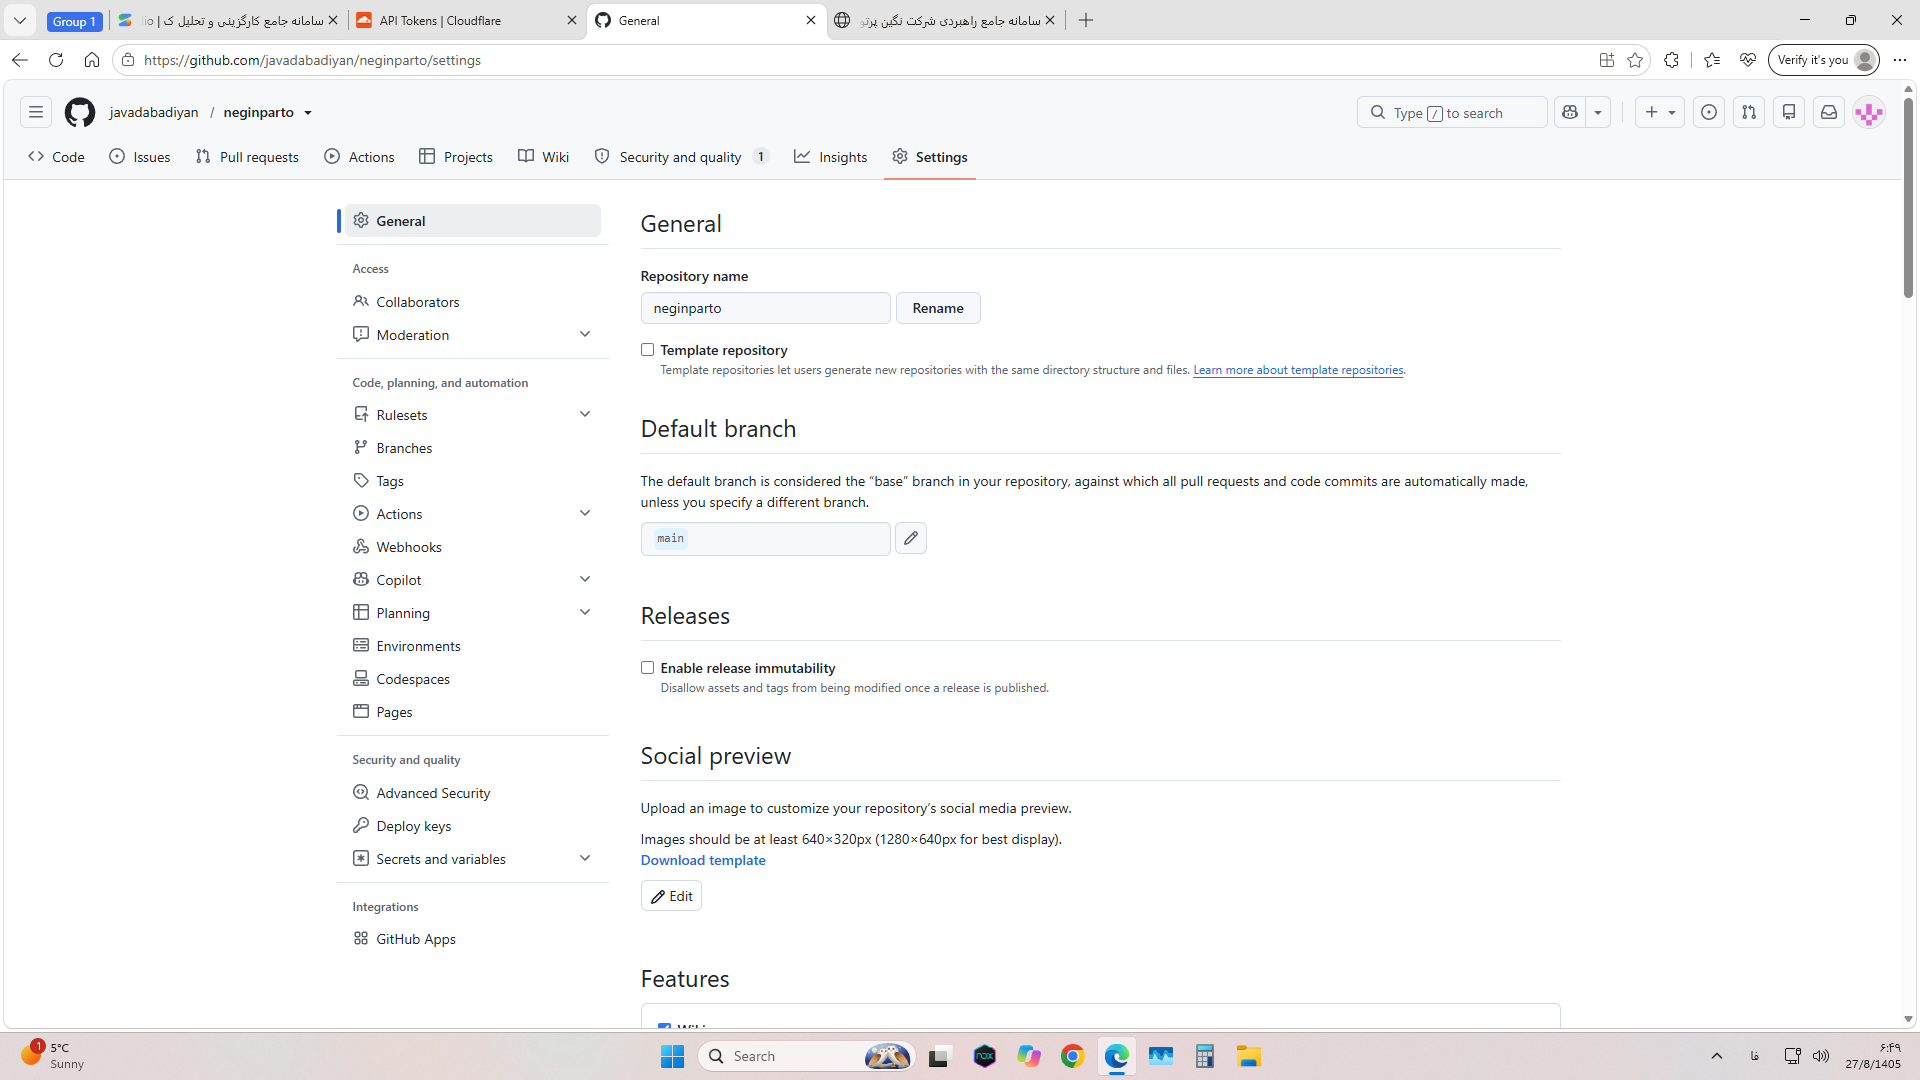 Group 1
سامانه جامع کارگزینی و تحلیل ک | lio
API Tokens | Cloudflare
General
سامانه جامع راهبردی شرکت نگین پرتو
https://github.com/javadabadiyan/neginparto/settings
Verify it's you
javadabadiyan / neginparto
Type / to search
Code
Issues
Pull requests
Actions
Projects
Wiki
Security and quality 1
Insights
Settings
General
Access
Collaborators
Moderation
Code, planning, and automation
Rulesets
Branches
Tags
Actions
Webhooks
Copilot
Planning
Environments
Codespaces
Pages
Security and quality
Advanced Security
Deploy keys
Secrets and variables
Integrations
GitHub Apps
General
Repository name
neginparto
Rename
Template repository
Template repositories let users generate new repositories with the same directory structure and files. Learn more about template repositories.
Default branch
The default branch is considered the “base” branch in your repository, against which all pull requests and code commits are automatically made,
unless you specify a different branch.
main
Releases
Enable release immutability
Disallow assets and tags from being modified once a release is published.
Social preview
Upload an image to customize your repository’s social media preview.
Images should be at least 640×320px (1280×640px for best display).
Download template
Edit
Features
Wiki
1
5°C
Sunny
Search
nox
فا
۶:۴۹
27/8/1405